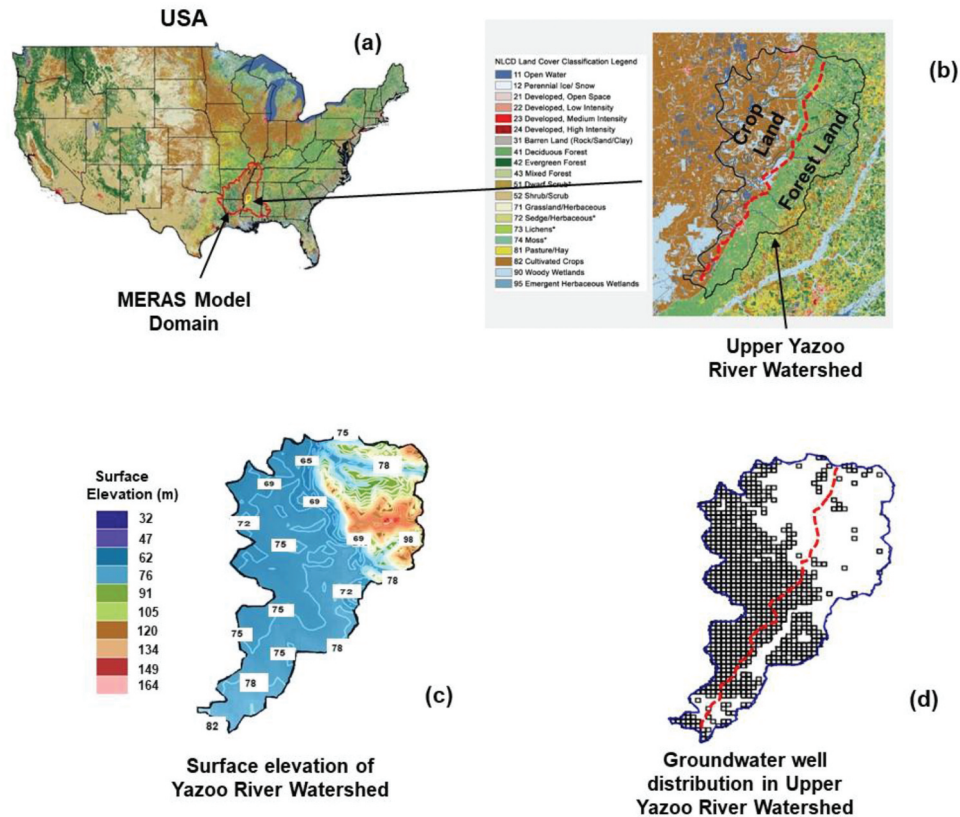 USA
(a)
MERAS Model
Domain
NLCD Land Cover Classification Legend
11 Open Water
12 Perennial Ice/ Snow
21 Developed, Open Space
22 Developed, Low Intensity
23 Developed, Medium Intensity
24 Developed, High Intensity
31 Barren Land (Rock/Sand/Clay)
41 Deciduous Forest
42 Evergreen Forest
43 Mixed Forest
51 Dwarf Scrub*
52 Shrub/Scrub
71 Grassland/Herbaceous
72 Sedge/Herbaceous*
73 Lichens*
74 Moss*
81 Pasture/Hay
82 Cultivated Crops
90 Woody Wetlands
95 Emergent Herbaceous Wetlands
(b)
Crop
Land
Forest Land
Upper Yazoo
River Watershed
Surface
Elevation (m)
32
47
62
76
91
105
120
134
149
164
75
65
78
69
69
72
75
69
98
78
72
75
75
75
78
78
82
(c)
Surface elevation of
Yazoo River Watershed
(d)
Groundwater well
distribution in Upper
Yazoo River Watershed